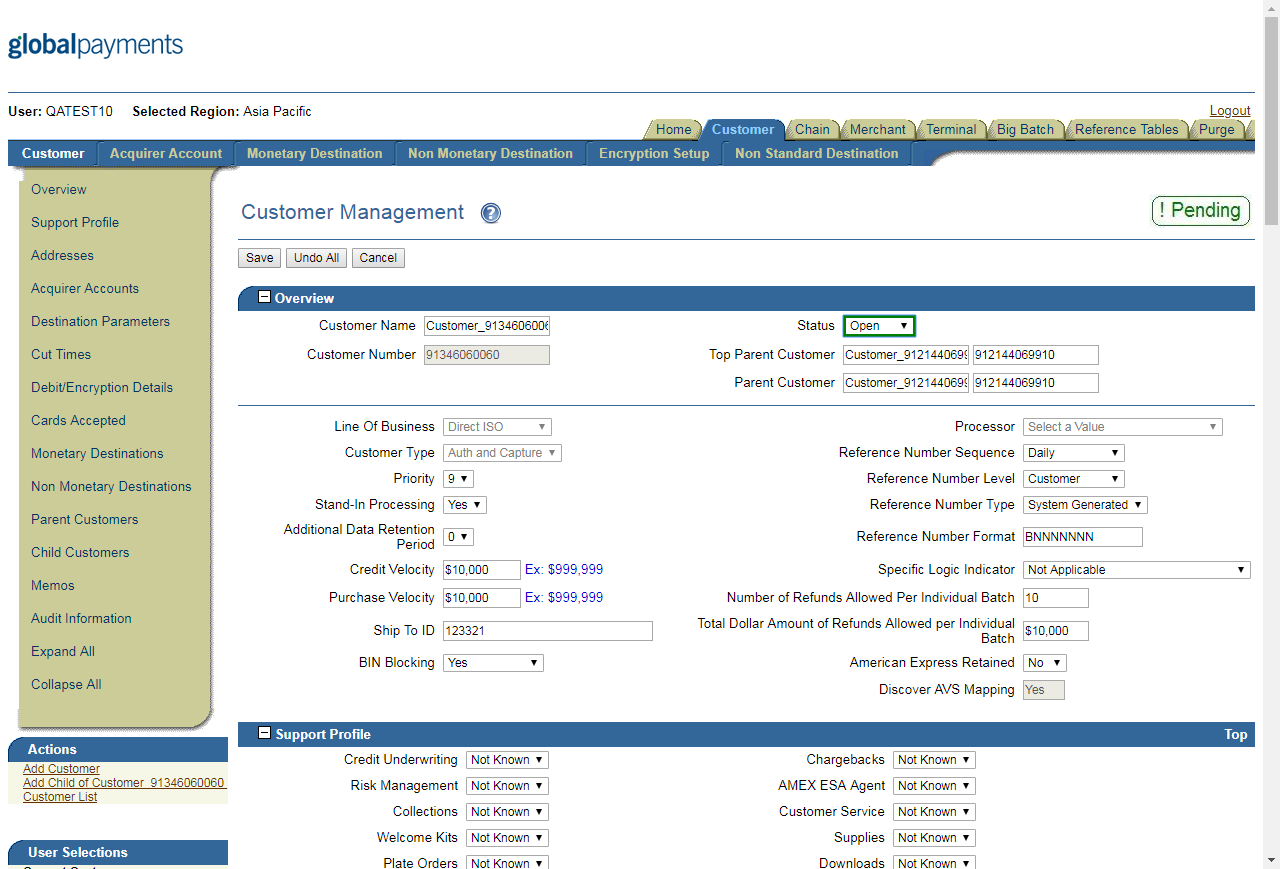 globalpayments
User: QATEST10 Selected Region: Asia Pacific
Logout
Home Customer Chain Merchant Terminal Big Batch Reference Tables Purge
Customer Acquirer Account Monetary Destination Non Monetary Destination Encryption Setup Non Standard Destination
Overview
Support Profile
Addresses
Acquirer Accounts
Destination Parameters
Cut Times
Debit/Encryption Details
Cards Accepted
Monetary Destinations
Non Monetary Destinations
Parent Customers
Child Customers
Memos
Audit Information
Expand All
Collapse All
Actions
Add Customer
Add Child of Customer_91346060060
Customer List
User Selections
Customer Management ?
! Pending
Save Undo All Cancel
Overview
Customer Name Customer_9134606006 Status Open
Customer Number 91346060060 Top Parent Customer Customer_912144069 912144069910
Parent Customer Customer_912144069 912144069910
Line Of Business Direct ISO Processor Select a Value
Customer Type Auth and Capture Reference Number Sequence Daily
Priority 9 Reference Number Level Customer
Stand-In Processing Yes Reference Number Type System Generated
Additional Data Retention
Period 0 Reference Number Format BNNNNNNN
Credit Velocity $10,000 Ex: $999,999 Specific Logic Indicator Not Applicable
Purchase Velocity $10,000 Ex: $999,999 Number of Refunds Allowed Per Individual Batch 10
Ship To ID 123321 Total Dollar Amount of Refunds Allowed per Individual
Batch $10,000
BIN Blocking Yes American Express Retained No
Discover AVS Mapping Yes
Support Profile Top
Credit Underwriting Not Known Chargebacks Not Known
Risk Management Not Known AMEX ESA Agent Not Known
Collections Not Known Customer Service Not Known
Welcome Kits Not Known Supplies Not Known
Plate Orders Not Known Downloads Not Known